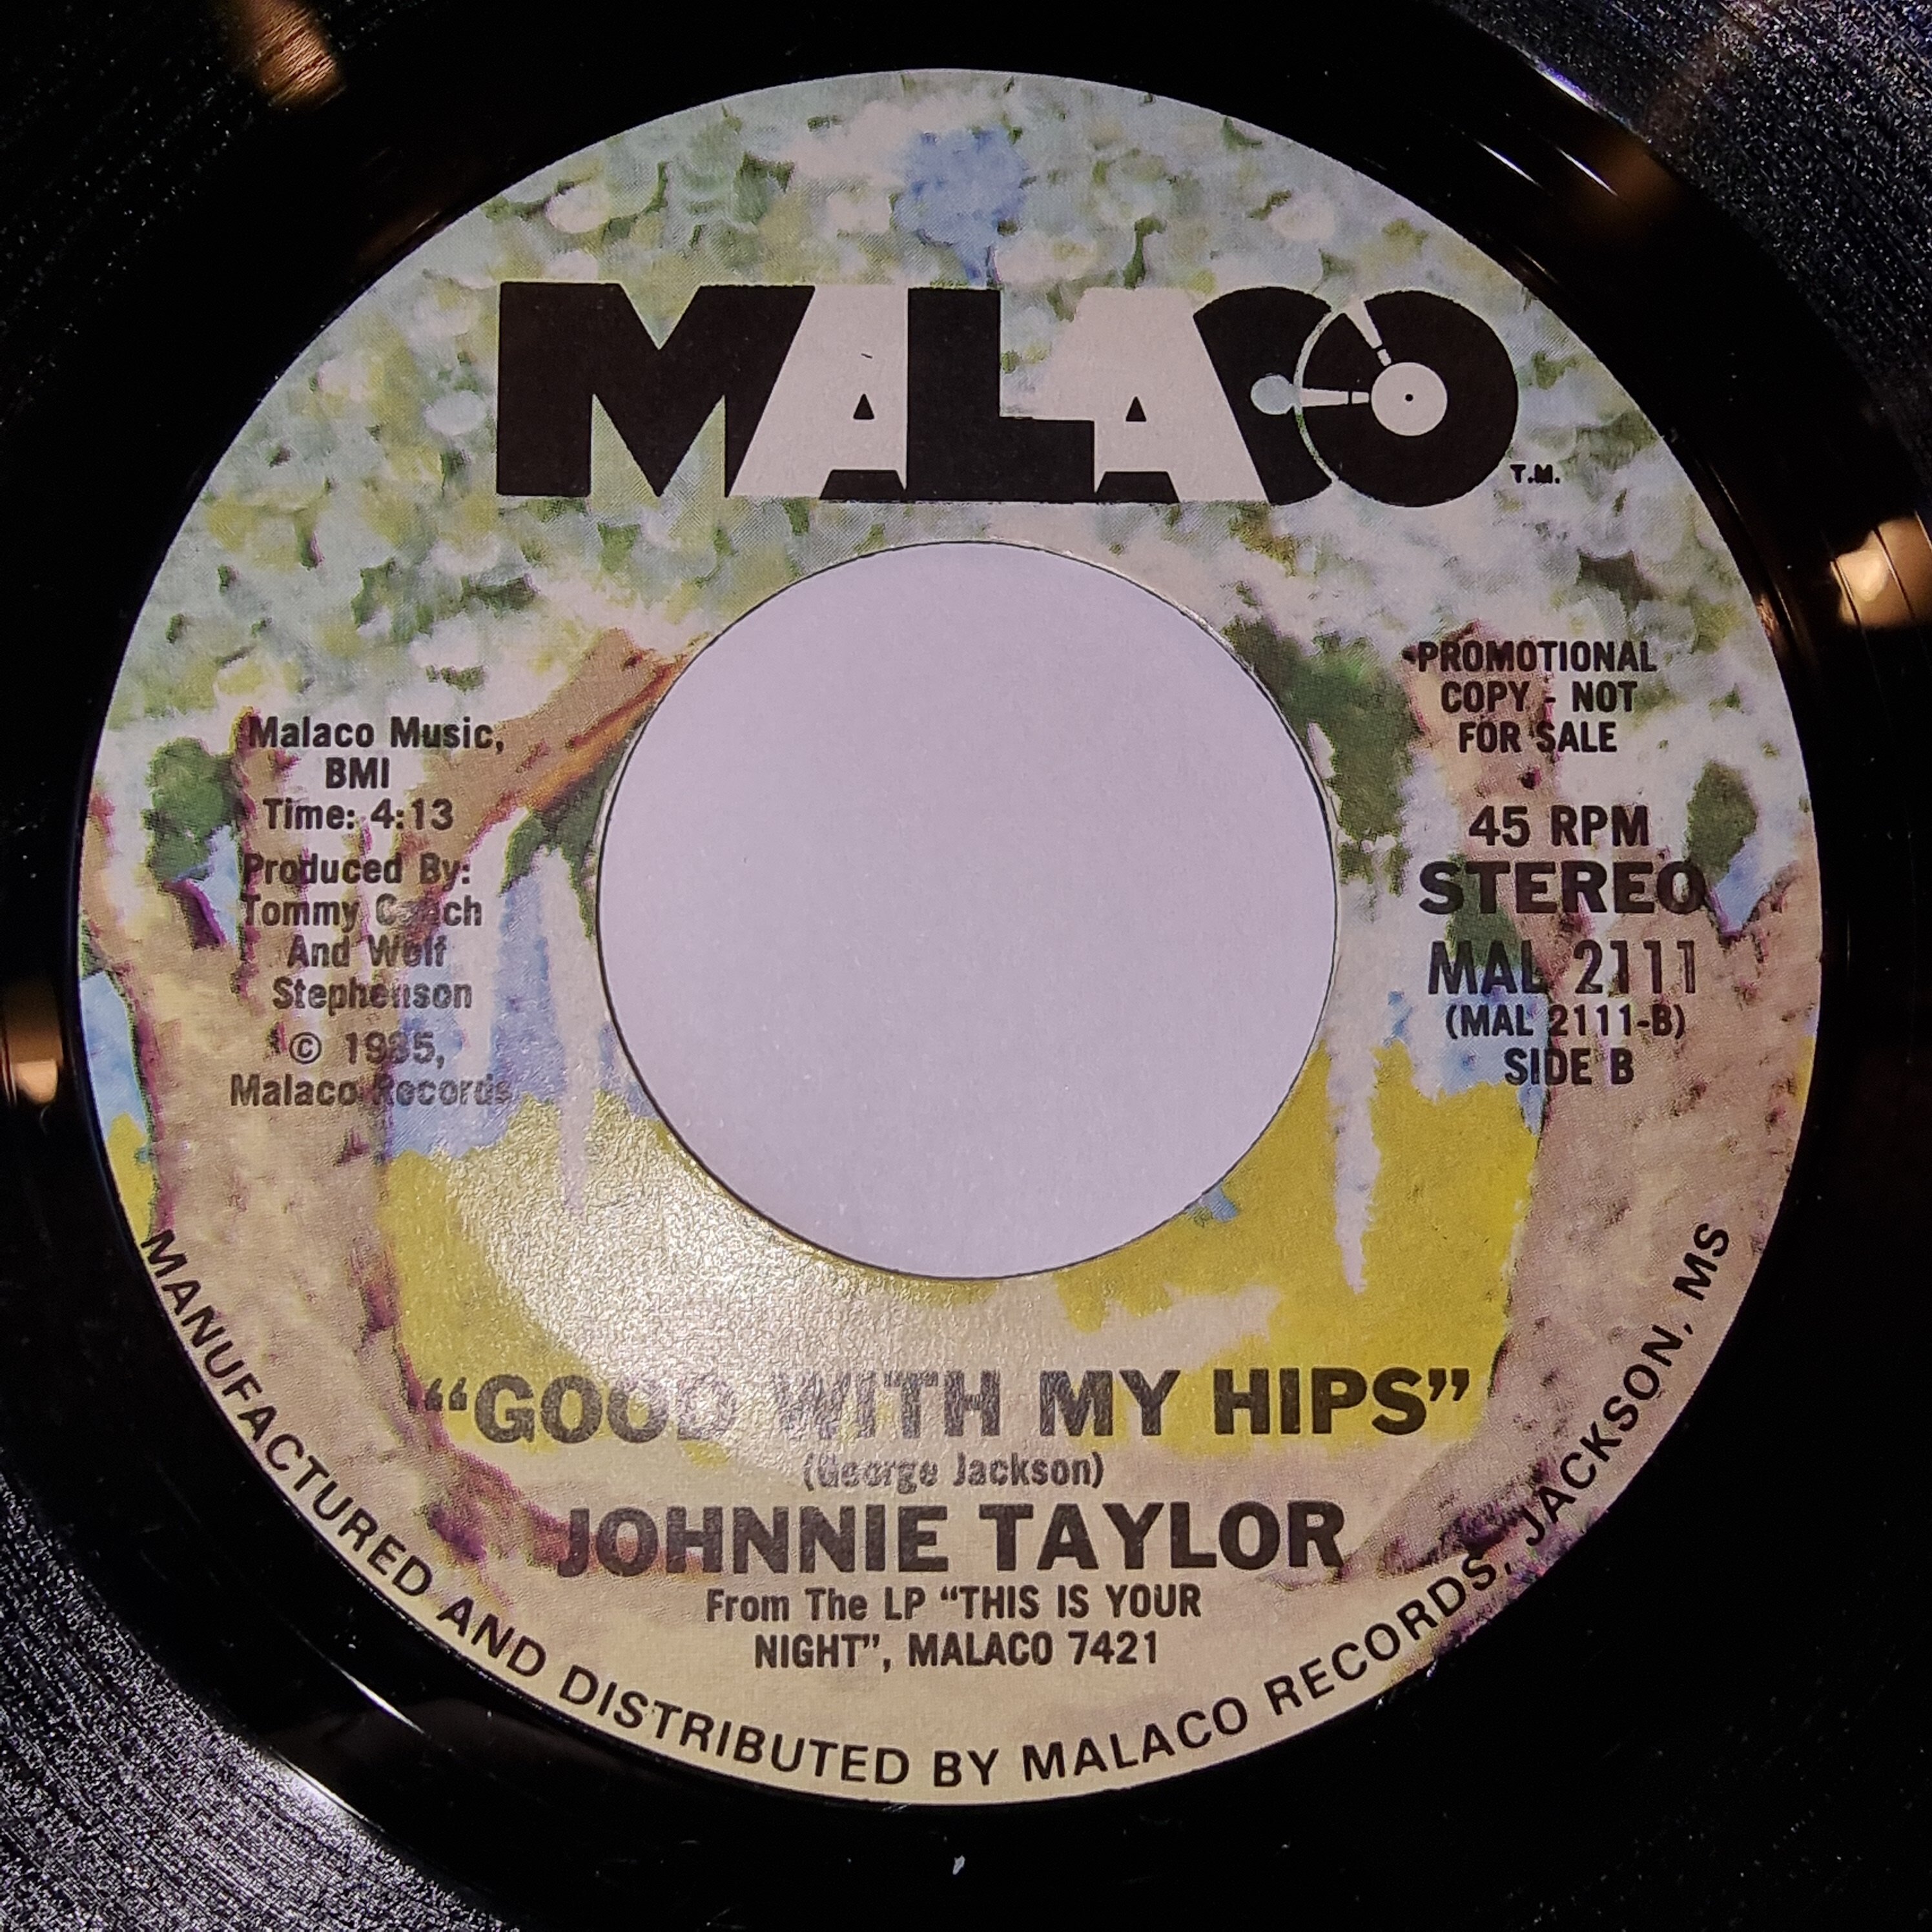 MALACO
T.M.
Malaco Music,
BMI
Time: 4:13
Produced By:
Tommy Couch
And Wolf
Stephenson
© 1985,
Malaco Records
PROMOTIONAL
COPY - NOT
FOR SALE
45 RPM
STEREO
MAL 2111
(MAL 2111-B)
SIDE B
“GOOD WITH MY HIPS”
(George Jackson)
JOHNNIE TAYLOR
From The LP “THIS IS YOUR
NIGHT”, MALACO 7421
MANUFACTURED AND DISTRIBUTED BY MALACO RECORDS, JACKSON, MS